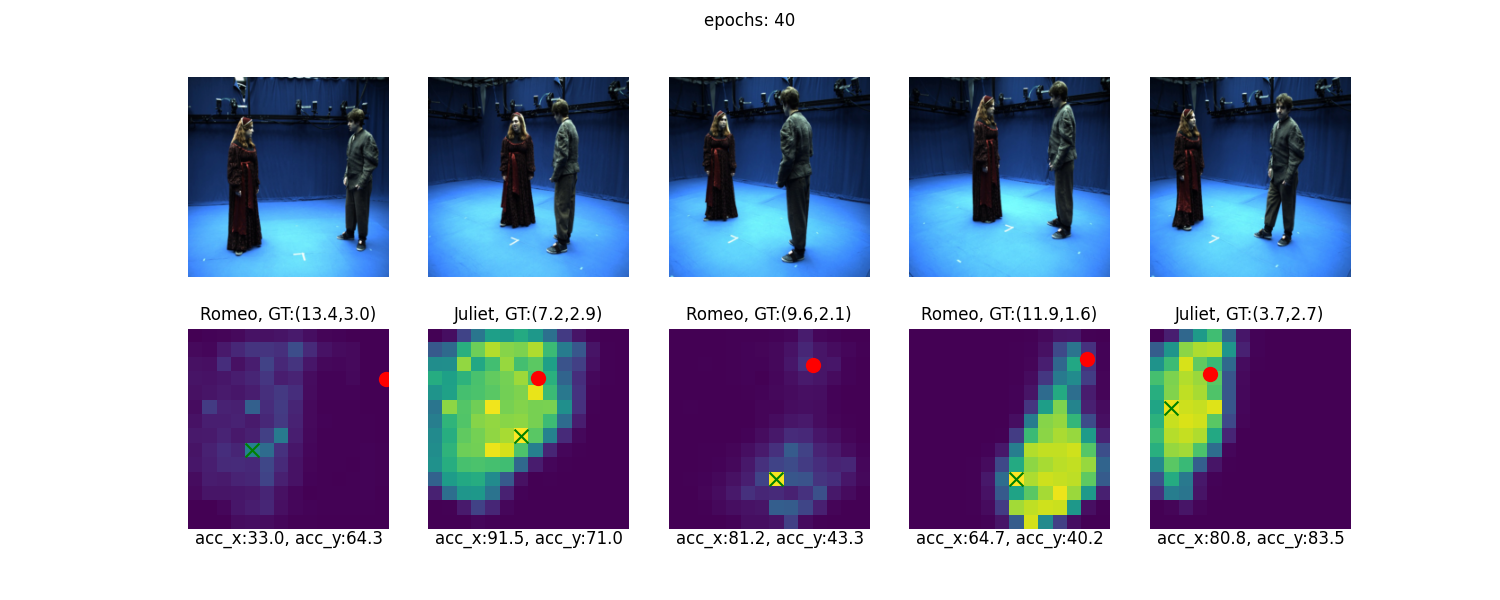 epochs: 40
Romeo, GT:(13.4,3.0)
Juliet, GT:(7.2,2.9)
Romeo, GT:(9.6,2.1)
Romeo, GT:(11.9,1.6)
Juliet, GT:(3.7,2.7)
acc_x:33.0, acc_y:64.3
acc_x:91.5, acc_y:71.0
acc_x:81.2, acc_y:43.3
acc_x:64.7, acc_y:40.2
acc_x:80.8, acc_y:83.5